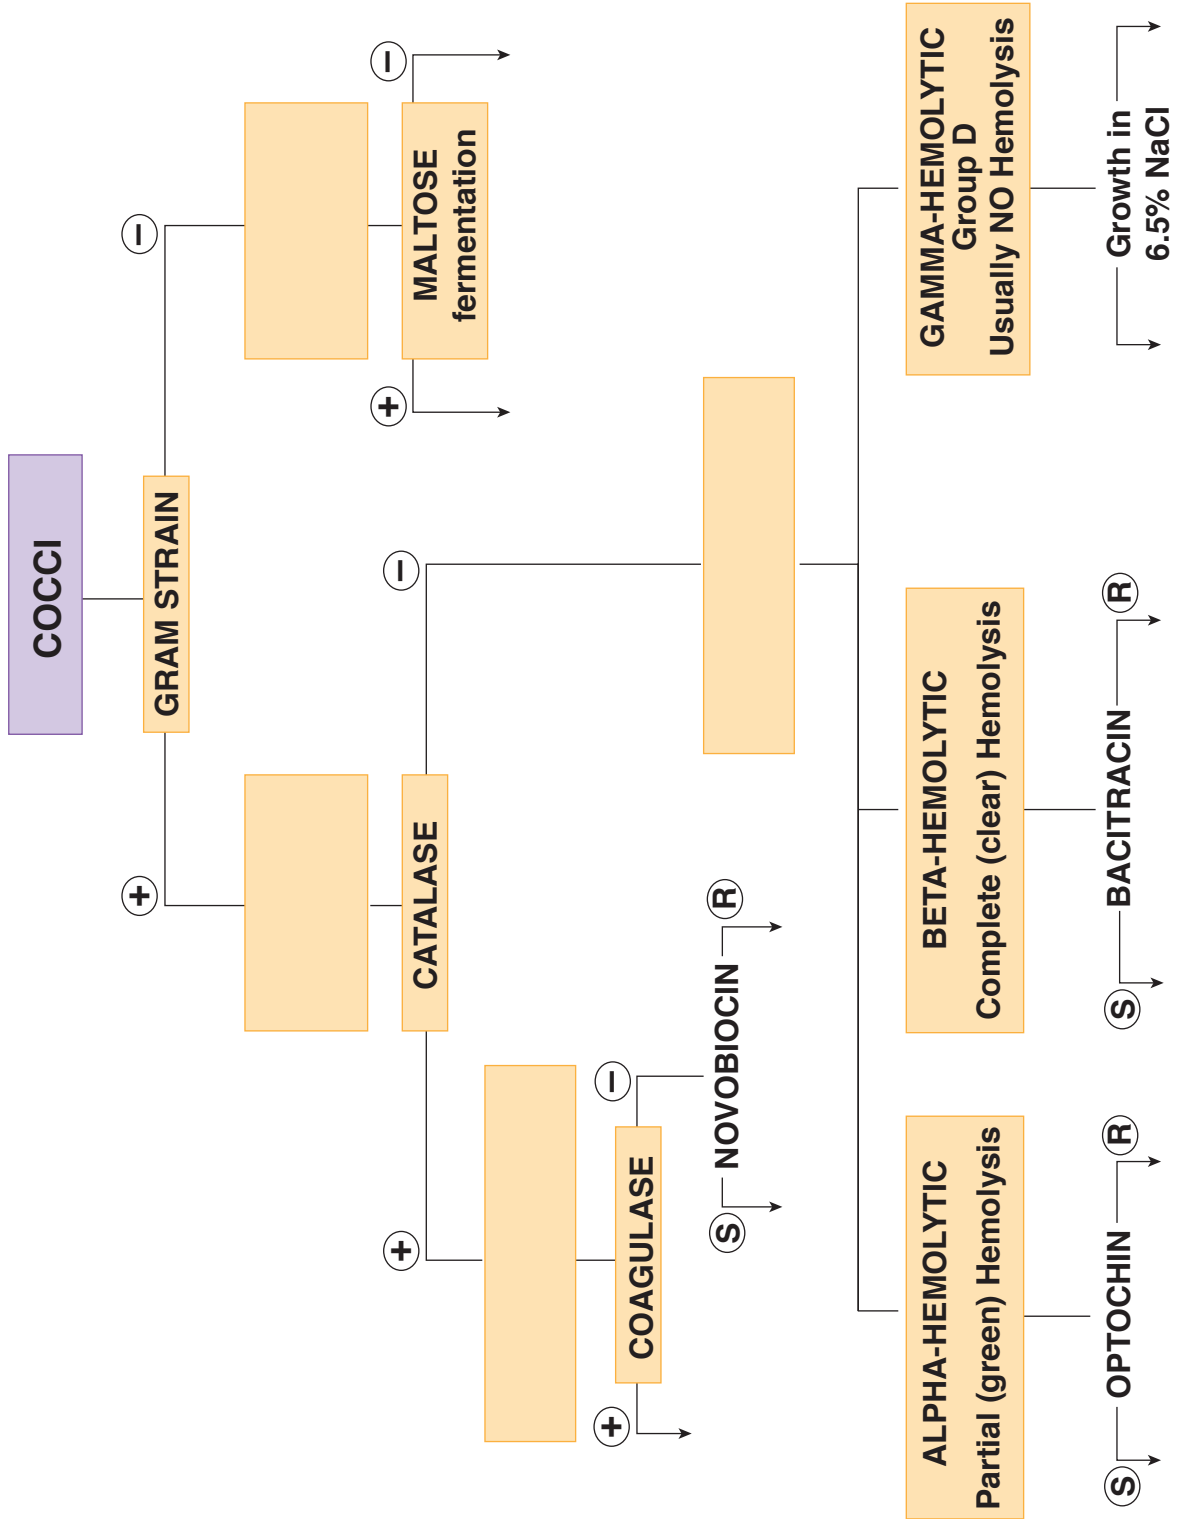 COCCI
GRAM STRAIN
+
−
CATALASE
MALTOSE
fermentation
+
−
+
−
COAGULASE
+
−
S
NOVOBIOCIN
R
ALPHA-HEMOLYTIC
Partial (green) Hemolysis
BETA-HEMOLYTIC
Complete (clear) Hemolysis
GAMMA-HEMOLYTIC
Group D
Usually NO Hemolysis
S
OPTOCHIN
R
S
BACITRACIN
R
Growth in
6.5% NaCl